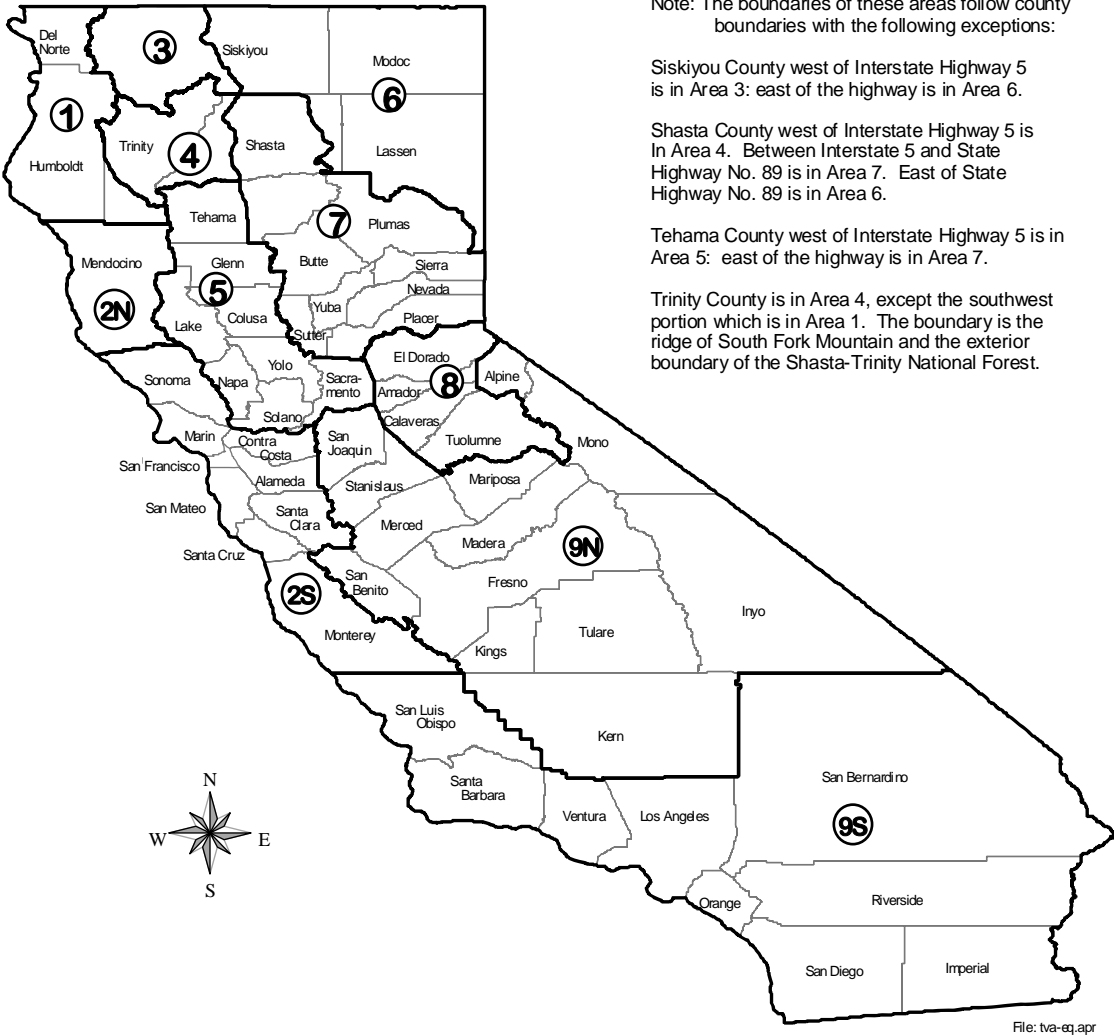 Note: The boundaries of these areas follow county
boundaries with the following exceptions:
Siskiyou County west of Interstate Highway 5
is in Area 3: east of the highway is in Area 6.
Shasta County west of Interstate Highway 5 is
In Area 4. Between Interstate 5 and State
Highway No. 89 is in Area 7. East of State
Highway No. 89 is in Area 6.
Tehama County west of Interstate Highway 5 is in
Area 5: east of the highway is in Area 7.
Trinity County is in Area 4, except the southwest
portion which is in Area 1. The boundary is the
ridge of South Fork Mountain and the exterior
boundary of the Shasta-Trinity National Forest.
Del
Norte
3
Siskiyou
Modoc
6
1
Humboldt
Trinity
4
Shasta
Lassen
Tehama
7
Plumas
Mendocino
Glenn
Butte
Sierra
5
Nevada
2N
Lake
Colusa
Yuba
Placer
Sutter
Sonoma
Napa
Yolo
Sacra-
mento
El Dorado
8
Alpine
Amador
Solano
Calaveras
Marin
Contra
Costa
San
Joaquin
Tuolumne
Mono
San Francisco
Alameda
Stanislaus
Mariposa
San Mateo
Santa
Clara
Merced
Madera
9N
Santa Cruz
San
Benito
Fresno
2S
Inyo
Monterey
Kings
Tulare
San Luis
Obispo
Kern
Santa
Barbara
San Bernardino
Ventura
Los Angeles
9S
N
W
E
S
Orange
Riverside
San Diego
Imperial
File: tva-eq.apr